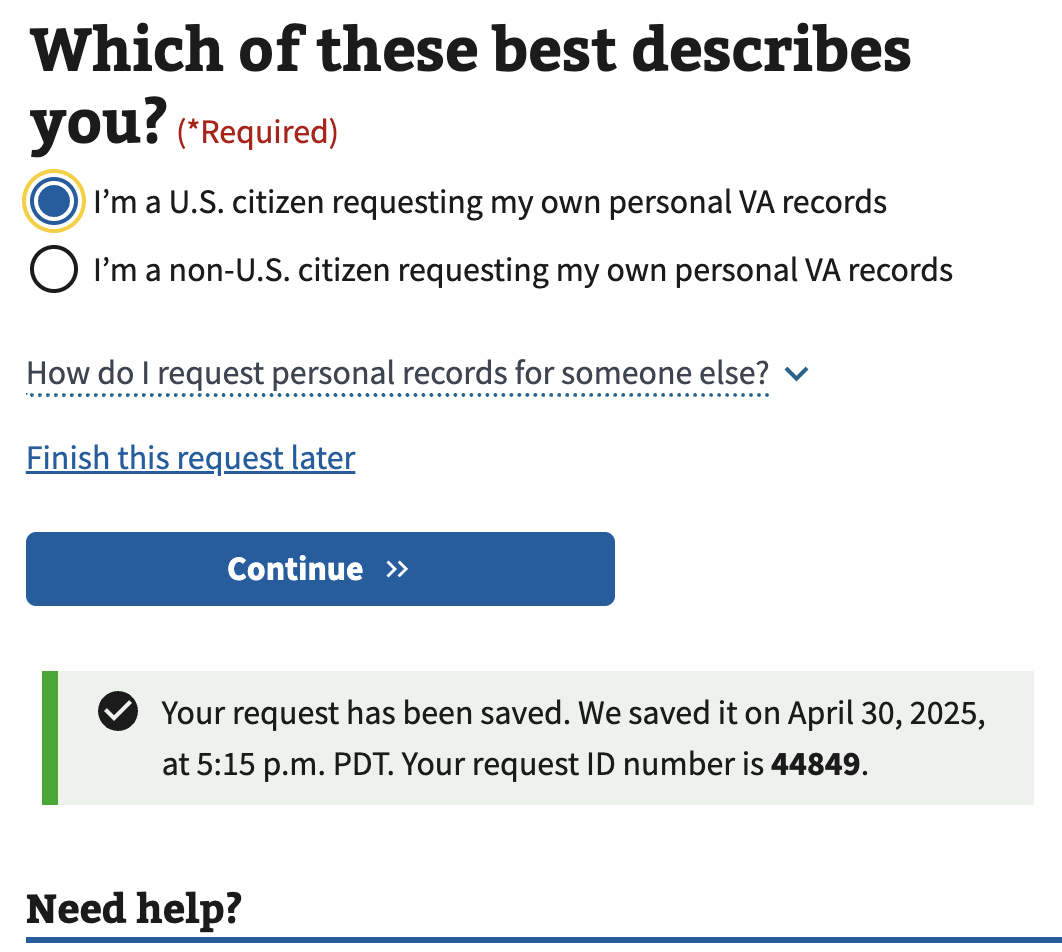 Which of these best describes
you? (*Required)
I’m a U.S. citizen requesting my own personal VA records
I’m a non-U.S. citizen requesting my own personal VA records
How do I request personal records for someone else?
Finish this request later
Continue
Your request has been saved. We saved it on April 30, 2025,
at 5:15 p.m. PDT. Your request ID number is 44849.
Need help?